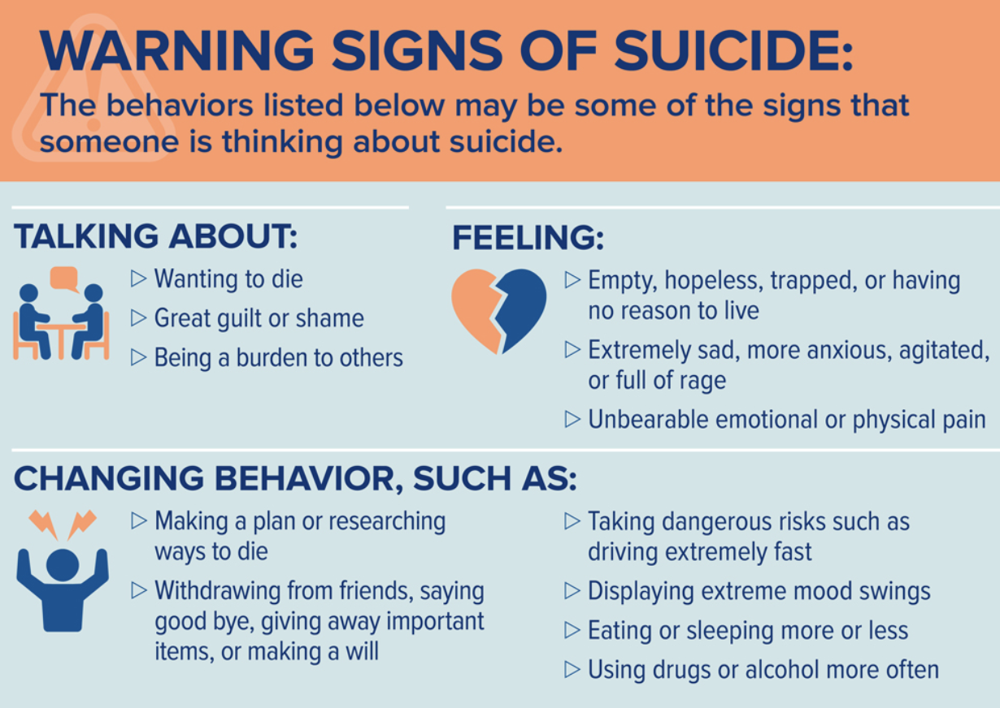 WARNING SIGNS OF SUICIDE:
The behaviors listed below may be some of the signs that
someone is thinking about suicide.
TALKING ABOUT:
▷ Wanting to die
▷ Great guilt or shame
▷ Being a burden to others
FEELING:
▷ Empty, hopeless, trapped, or having
no reason to live
▷ Extremely sad, more anxious, agitated,
or full of rage
▷ Unbearable emotional or physical pain
CHANGING BEHAVIOR, SUCH AS:
▷ Making a plan or researching
ways to die
▷ Withdrawing from friends, saying
good bye, giving away important
items, or making a will
▷ Taking dangerous risks such as
driving extremely fast
▷ Displaying extreme mood swings
▷ Eating or sleeping more or less
▷ Using drugs or alcohol more often